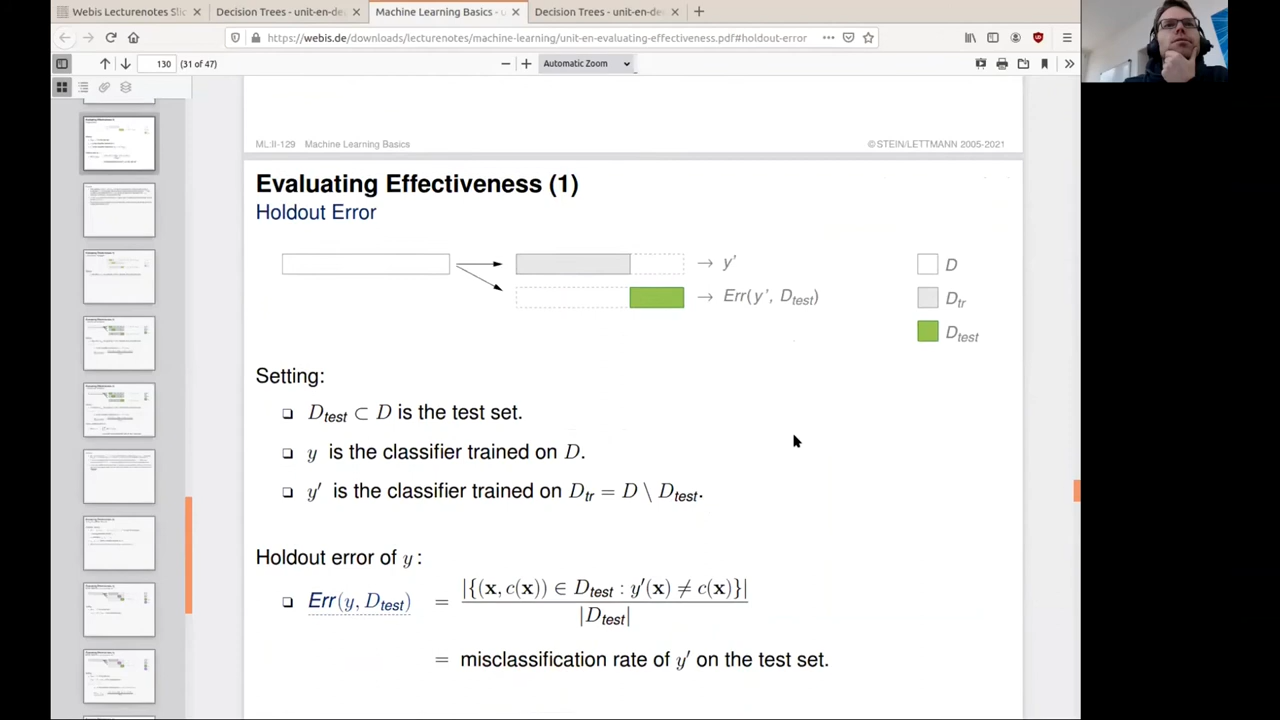 Webis Lecturenotes Slic
Decision Trees - unit-en-de
Machine Learning Basics - u
Decision Trees - unit-en-de
https://webis.de/downloads/lecturenotes/machine-learning/unit-en-evaluating-effectiveness.pdf#holdout-error
130 (31 of 47)
Automatic Zoom
ML:II-129 Machine Learning Basics
© STEIN/LETTMANN 2005-2021
Evaluating Effectiveness (1)
Holdout Error
→ y'
→ Err(y', D_test)
D
D_tr
D_test
Setting:
❑ D_test ⊂ D is the test set.
❑ y is the classifier trained on D.
❑ y′ is the classifier trained on D_tr = D \ D_test.
Holdout error of y :
❑ Err(y, D_test) = |{(x, c(x)) ∈ D_test : y′(x) ≠ c(x)}|
|D_test|
= misclassification rate of y′ on the test set.